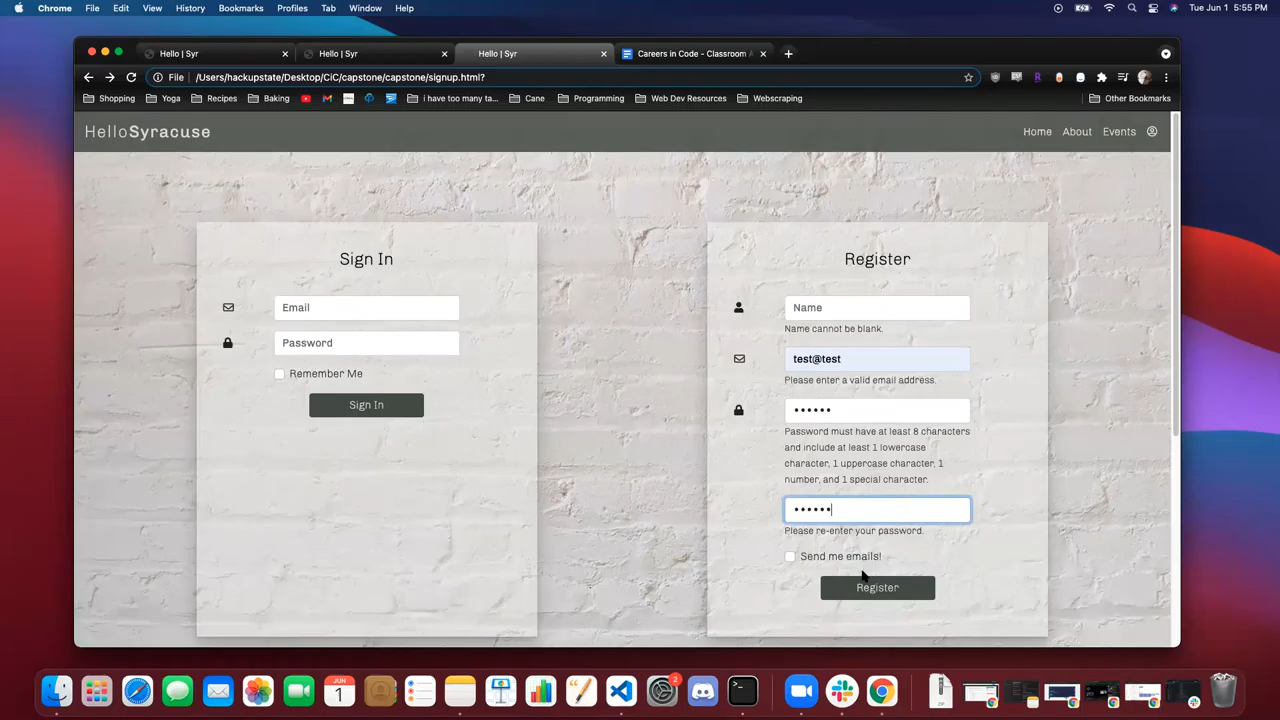 Chrome File Edit View History Bookmarks Profiles Tab Window Help
Tue Jun 1 5:55 PM
Hello | Syr
Hello | Syr
Hello | Syr
Careers in Code - Classroom
File /Users/hackupstate/Desktop/CiC/capstone/capstone/signup.html?
Shopping Yoga Recipes Baking i have too many ta... Cane Programming Web Dev Resources Webscraping Other Bookmarks
HelloSyracuse
Home About Events
Sign In
Email
Password
Remember Me
Sign In
Register
Name
Name cannot be blank.
test@test
Please enter a valid email address.
••••••
Password must have at least 8 characters
and include at least 1 lowercase
character, 1 uppercase character, 1
number, and 1 special character.
••••••
Please re-enter your password.
Send me emails!
Register
JUN
1
2
ZIP